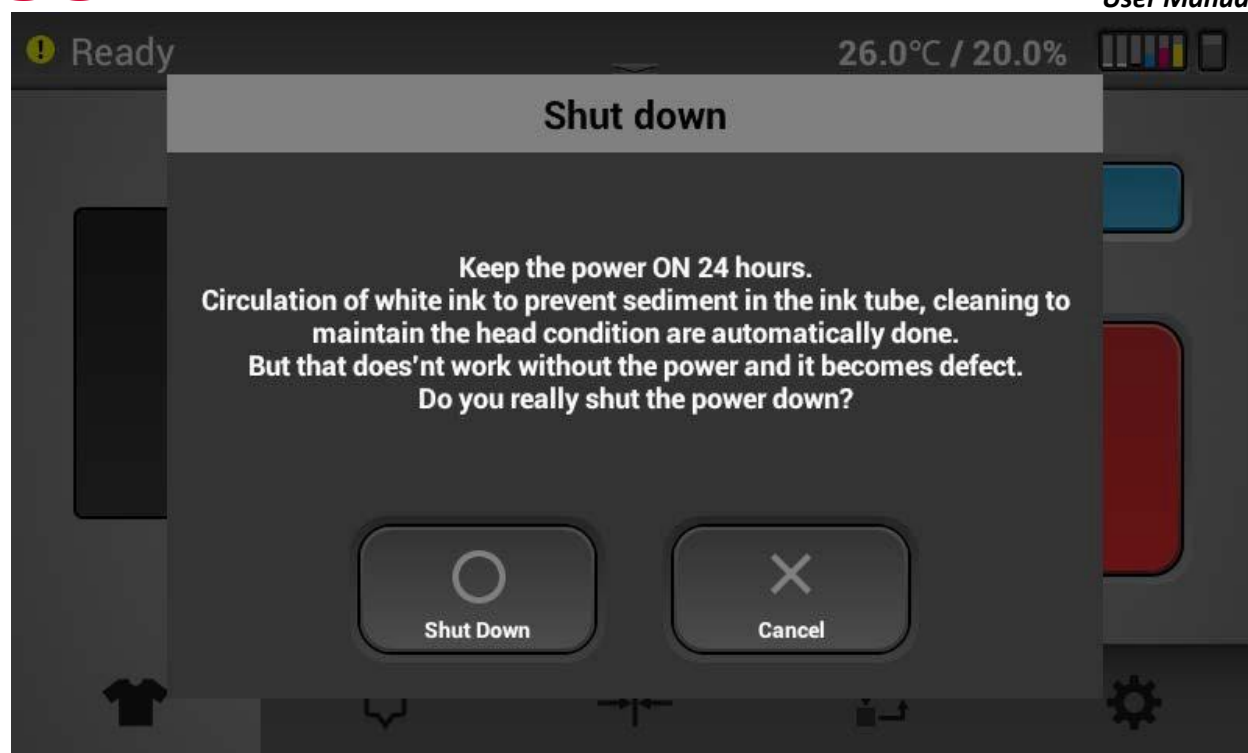 User Manua
! Ready 26.0℃ / 20.0%
Shut down
Keep the power ON 24 hours.
Circulation of white ink to prevent sediment in the ink tube, cleaning to
maintain the head condition are automatically done.
But that does'nt work without the power and it becomes defect.
Do you really shut the power down?
Shut Down Cancel